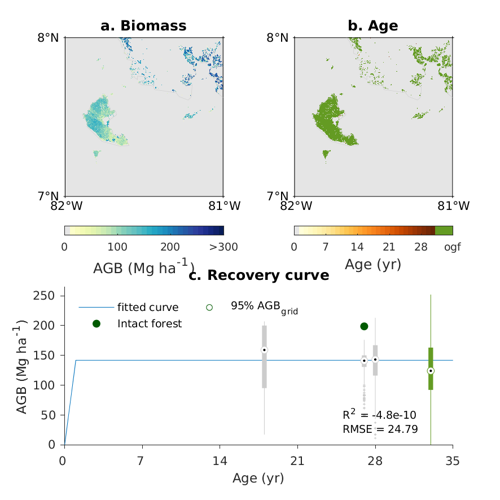 a. Biomass
b. Age
8°N
8°N
7°N
7°N
82°W
81°W
82°W
81°W
0
100
200
>300
0
7
14
21
28
ogf
AGB (Mg ha⁻¹)
Age (yr)
c. Recovery curve
AGB (Mg ha⁻¹)
250
200
150
100
50
0
fitted curve
95% AGB_grid
Intact forest
R² = -4.8e-10
RMSE = 24.79
0
7
14
21
28
35
Age (yr)